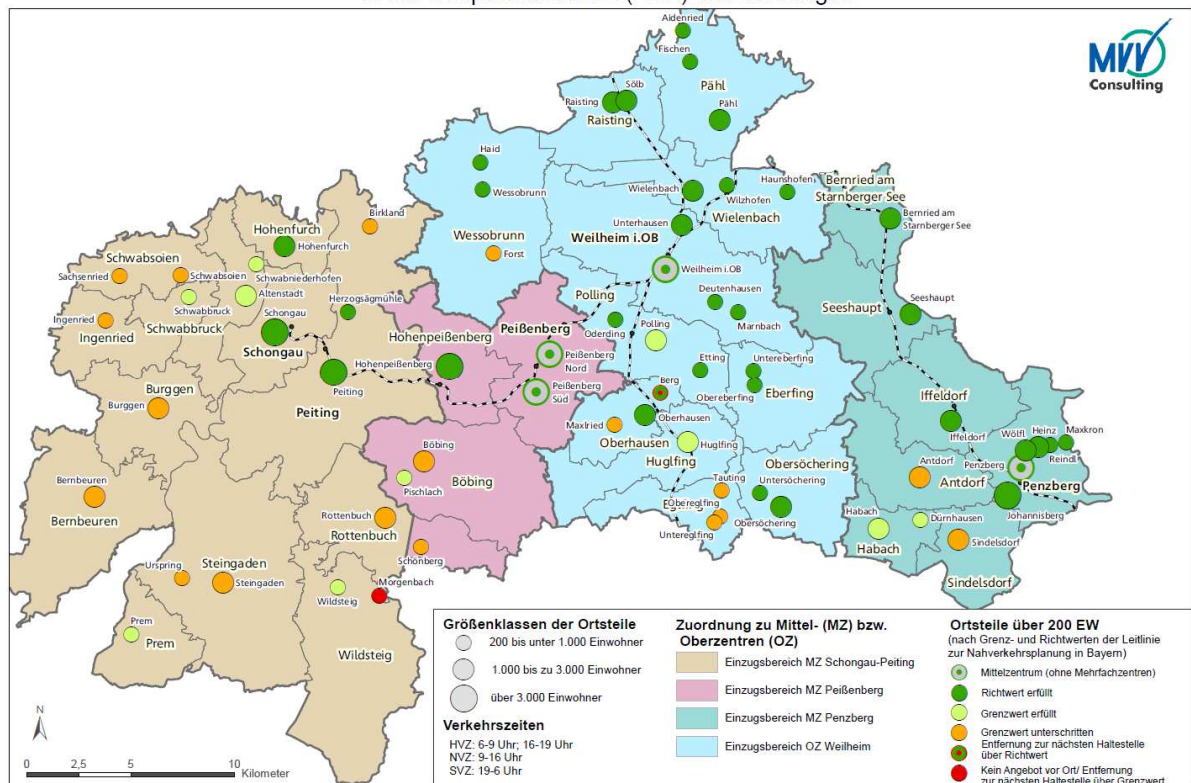 MVV
Consulting
Aidenried
Fischen
Pähl
Pähl
Sölb
Raisting
Raisting
Haid
Wessobrunn
Wessobrunn
Forst
Wielenbach
Wilzhofen
Haunshofen
Wielenbach
Unterhausen
Weilheim i.OB
Weilheim i.OB
Bernried am
Starnberger See
Bernried am
Starnberger See
Birkland
Hohenfurch
Hohenfurch
Schwabsoien
Sachsenried
Schwabsoien
Schwabniederhofen
Altenstadt
Schwabbruck
Schwabbruck
Herzogsägmühle
Ingenried
Ingenried
Schongau
Schongau
Polling
Oderding
Polling
Deutenhausen
Marnbach
Seeshaupt
Seeshaupt
Hohenpeißenberg
Hohenpeißenberg
Peißenberg
Peißenberg
Nord
Peißenberg
Süd
Peiting
Peiting
Etting
Untereberfing
Obereberfing
Eberfing
Berg
Burggen
Burggen
Oberhausen
Maxlried
Oberhausen
Huglfing
Huglfing
Iffeldorf
Iffeldorf
Wölfl
Heinz
Maxkron
Reindl
Penzberg
Penzberg
Johannisberg
Böbing
Pischlach
Böbing
Obersöchering
Untersöchering
Obersöchering
Tauting
Obereglfing
Untereglfing
Antdorf
Antdorf
Bernbeuren
Bernbeuren
Rottenbuch
Rottenbuch
Schönberg
Habach
Habach
Dürnhausen
Sindelsdorf
Sindelsdorf
Steingaden
Urspring
Steingaden
Morgenbach
Wildsteig
Wildsteig
Prem
Prem
N
0 2,5 5 10
Kilometer
Größenklassen der Ortsteile
200 bis unter 1.000 Einwohner
1.000 bis zu 3.000 Einwohner
über 3.000 Einwohner
Verkehrszeiten
HVZ: 6-9 Uhr; 16-19 Uhr
NVZ: 9-16 Uhr
SVZ: 19-6 Uhr
Zuordnung zu Mittel- (MZ) bzw.
Oberzentren (OZ)
Einzugsbereich MZ Schongau-Peiting
Einzugsbereich MZ Peißenberg
Einzugsbereich MZ Penzberg
Einzugsbereich OZ Weilheim
Ortsteile über 200 EW
(nach Grenz- und Richtwerten der Leitlinie
zur Nahverkehrsplanung in Bayern)
Mittelzentrum (ohne Mehrfachzentren)
Richtwert erfüllt
Grenzwert erfüllt
Grenzwert unterschritten
Entfernung zur nächsten Haltestelle
über Richtwert
Kein Angebot vor Ort/ Entfernung
zur nächsten Haltestelle über Grenzwert